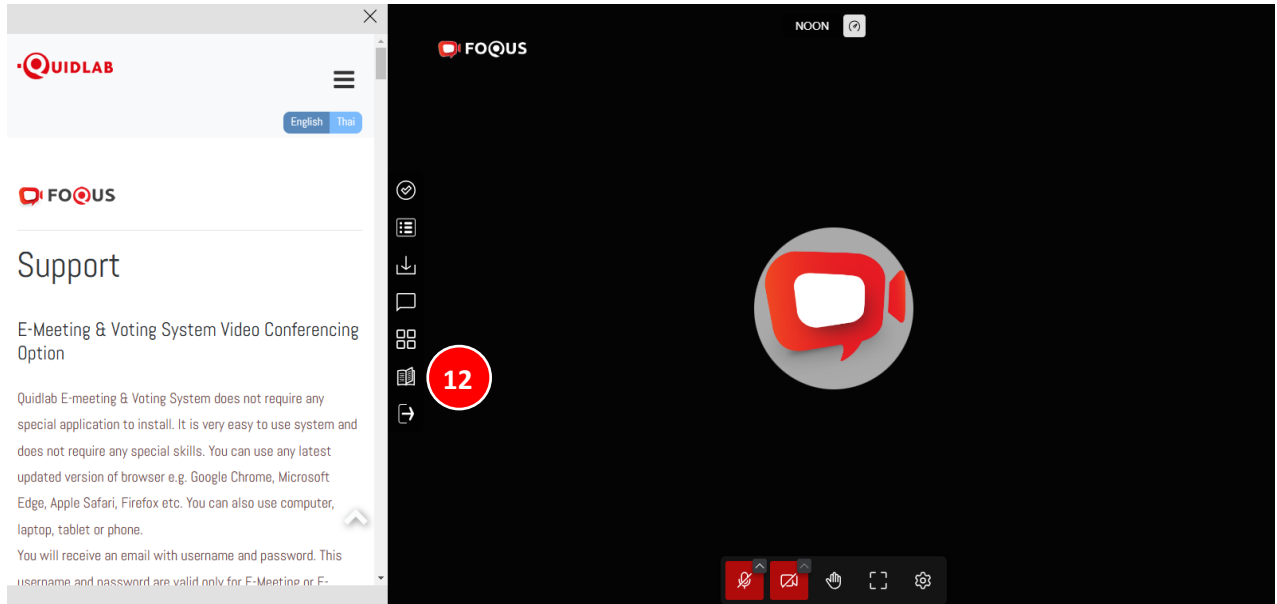 QUIDLAB
English Thai
FOQUS
Support
E-Meeting & Voting System Video Conferencing
Option
Quidlab E-meeting & Voting System does not require any
special application to install. It is very easy to use system and
does not require any special skills. You can use any latest
updated version of browser e.g. Google Chrome, Microsoft
Edge, Apple Safari, Firefox etc. You can also use computer,
laptop, tablet or phone.
You will receive an email with username and password. This
username and password are valid only for E-Meeting or E-
NOON
FOQUS
12